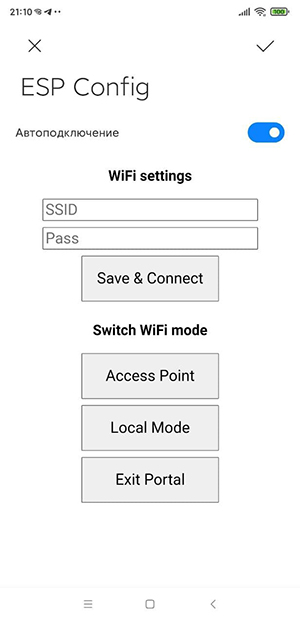 21:10
100
ESP Config
Автоподключение
WiFi settings
SSID
Pass
Save & Connect
Switch WiFi mode
Access Point
Local Mode
Exit Portal